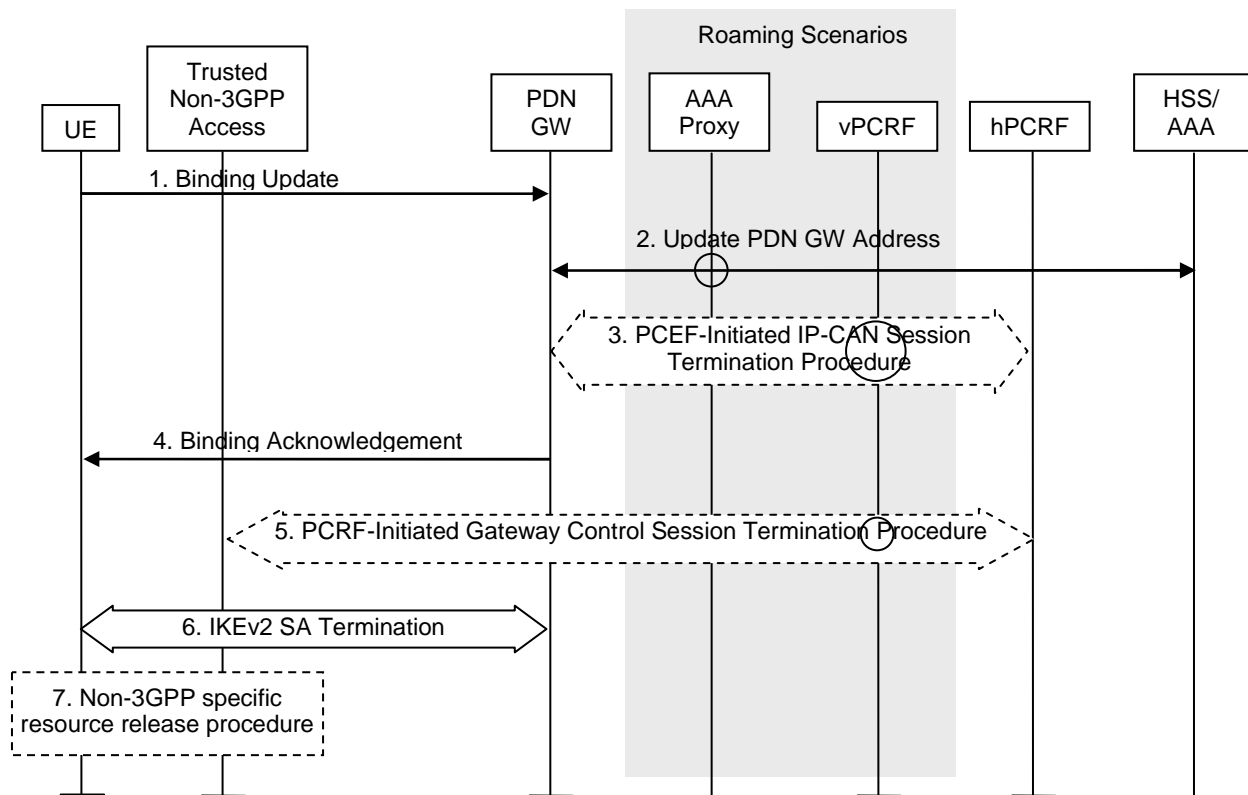 Roaming Scenarios
UE
Trusted
Non-3GPP
Access
PDN
GW
AAA
Proxy
vPCRF
hPCRF
HSS/
AAA
1. Binding Update
2. Update PDN GW Address
3. PCEF-Initiated IP-CAN Session
Termination Procedure
4. Binding Acknowledgement
5. PCRF-Initiated Gateway Control Session Termination Procedure
6. IKEv2 SA Termination
7. Non-3GPP specific
resource release procedure